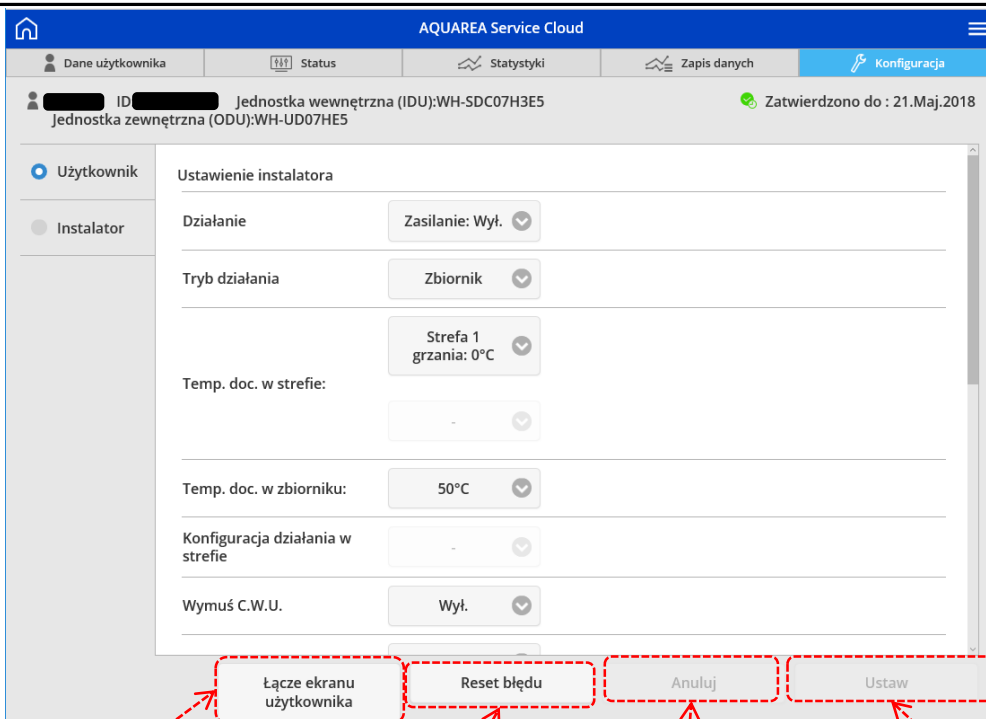 AQUAREA Service Cloud
Dane użytkownika
Status
Statystyki
Zapis danych
Konfiguracja
ID Jednostka wewnętrzna (IDU):WH-SDC07H3E5
Zatwierdzono do : 21.Maj.2018
Jednostka zewnętrzna (ODU):WH-UD07HE5
Użytkownik
Instalator
Ustawienie instalatora
Działanie
Zasilanie: Wył.
Tryb działania
Zbiornik
Temp. doc. w strefie:
Strefa 1
grzania: 0°C
-
Temp. doc. w zbiorniku:
50°C
Konfiguracja działania w
strefie
-
Wymuś C.W.U.
Wył.
Łącze ekranu
użytkownika
Reset błędu
Anuluj
Ustaw